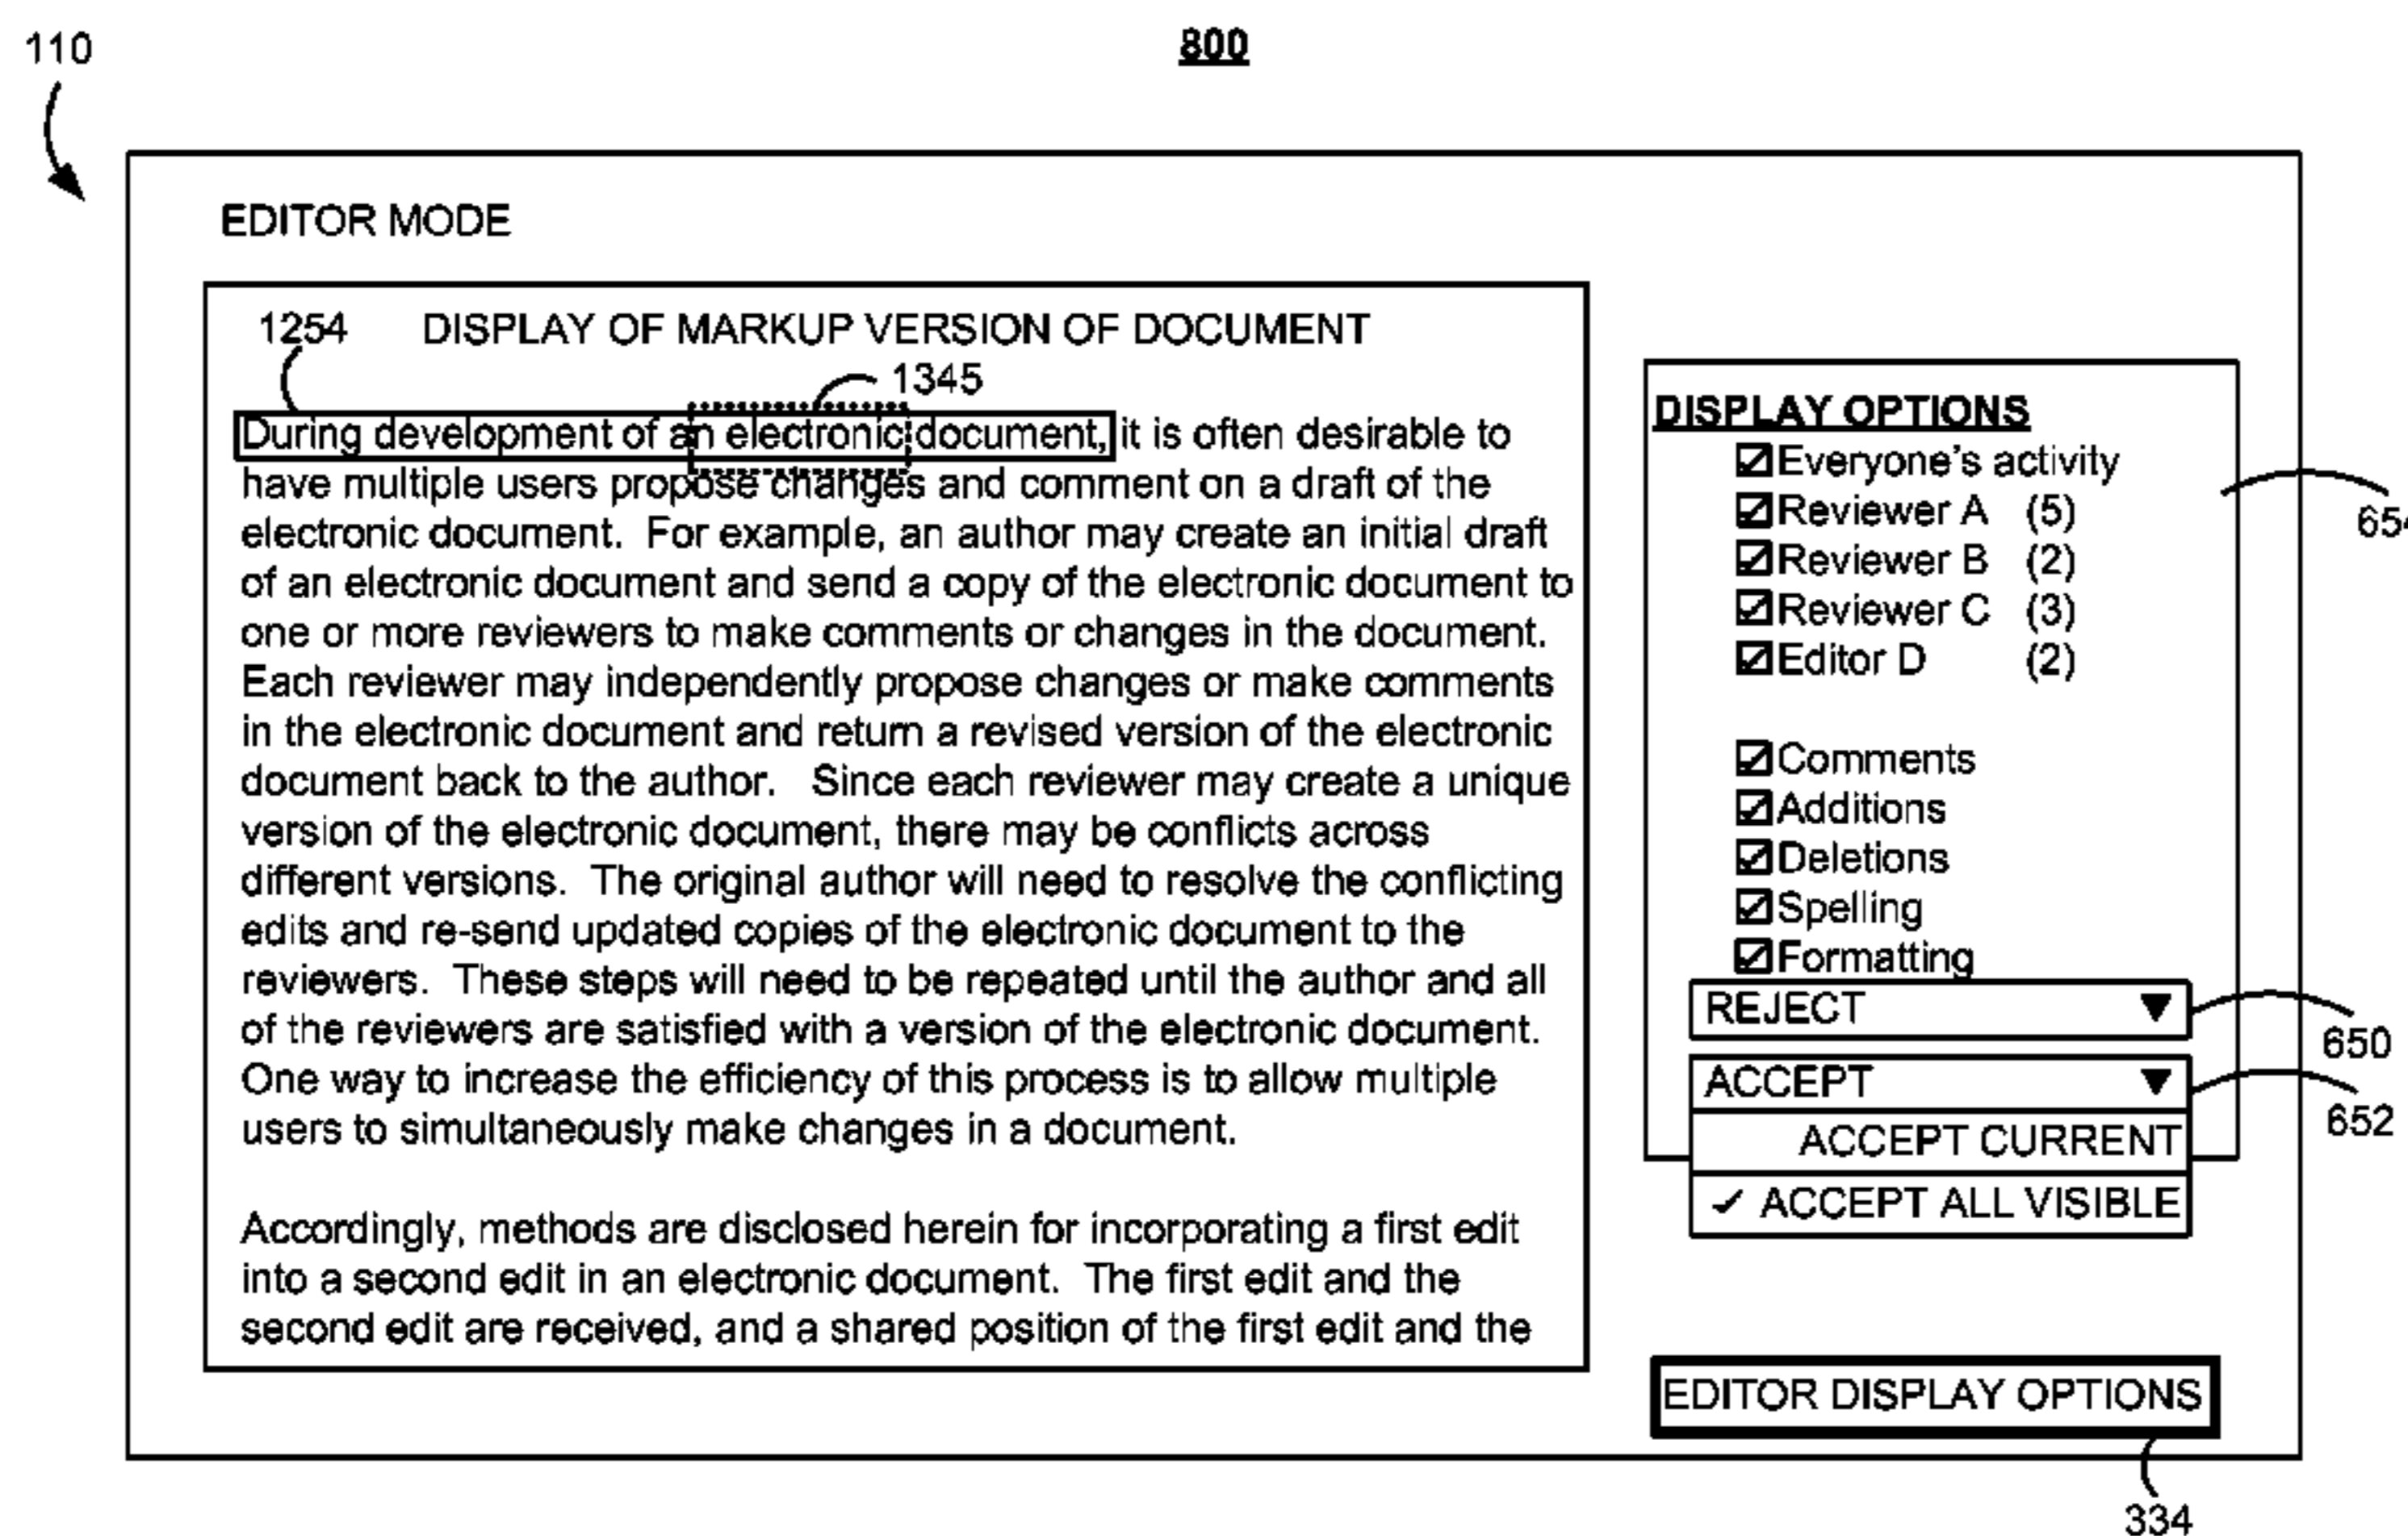 800
110
EDITOR MODE
1254 DISPLAY OF MARKUP VERSION OF DOCUMENT
1345
During development of an electronic document, it is often desirable to
have multiple users propose changes and comment on a draft of the
electronic document. For example, an author may create an initial draft
of an electronic document and send a copy of the electronic document to
one or more reviewers to make comments or changes in the document.
Each reviewer may independently propose changes or make comments
in the electronic document and return a revised version of the electronic
document back to the author. Since each reviewer may create a unique
version of the electronic document, there may be conflicts across
different versions. The original author will need to resolve the conflicting
edits and re-send updated copies of the electronic document to the
reviewers. These steps will need to be repeated until the author and all
of the reviewers are satisfied with a version of the electronic document.
One way to increase the efficiency of this process is to allow multiple
users to simultaneously make changes in a document.
Accordingly, methods are disclosed herein for incorporating a first edit
into a second edit in an electronic document. The first edit and the
second edit are received, and a shared position of the first edit and the
DISPLAY OPTIONS
Everyone's activity
Reviewer A (5)
Reviewer B (2)
Reviewer C (3)
Editor D (2)
Comments
Additions
Deletions
Spelling
Formatting
REJECT
ACCEPT
ACCEPT CURRENT
✓ ACCEPT ALL VISIBLE
654
650
652
EDITOR DISPLAY OPTIONS
334